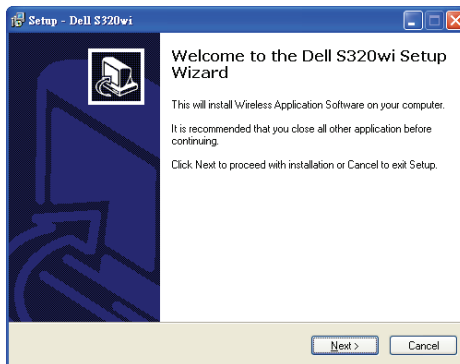 Setup - Dell S320wi
Welcome to the Dell S320wi Setup
Wizard
This will install Wireless Application Software on your computer.
It is recommended that you close all other application before
continuing.
Click Next to proceed with installation or Cancel to exit Setup.
Next >
Cancel